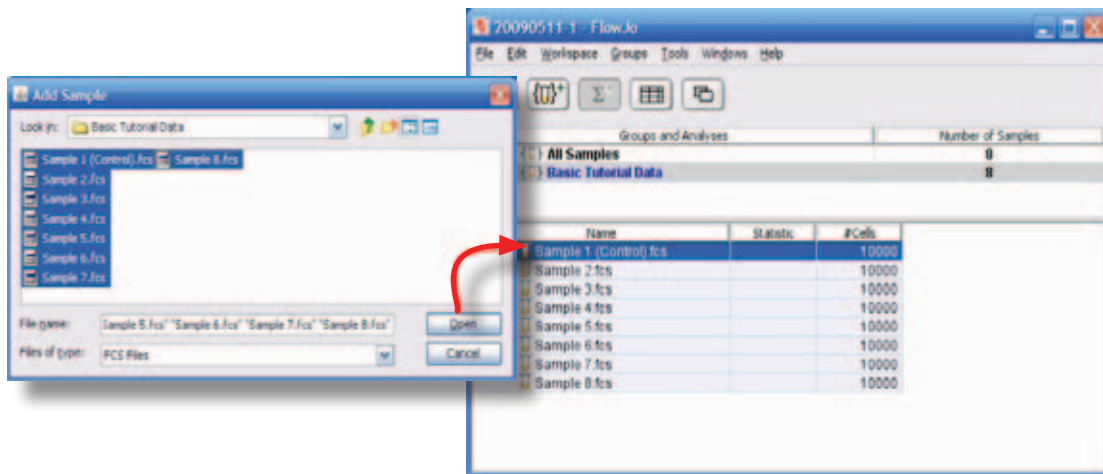 Add Sample
Look in: Basic Tutorial Data
Sample 1 (Control).fcs Sample 8.fcs
Sample 2.fcs
Sample 3.fcs
Sample 4.fcs
Sample 5.fcs
Sample 6.fcs
Sample 7.fcs
File name: Sample 5.fcs" "Sample 6.fcs" "Sample 7.fcs" "Sample 8.fcs"
Open
Files of type: FCS Files
Cancel
20090511-1 - FlowJo
File Edit Workspace Groups Tools Windows Help
Groups and Analyses Number of Samples
{ } All Samples 8
{ } Basic Tutorial Data 8
Name Statistic #Cells
Sample 1 (Control).fcs 10000
Sample 2.fcs 10000
Sample 3.fcs 10000
Sample 4.fcs 10000
Sample 5.fcs 10000
Sample 6.fcs 10000
Sample 7.fcs 10000
Sample 8.fcs 10000